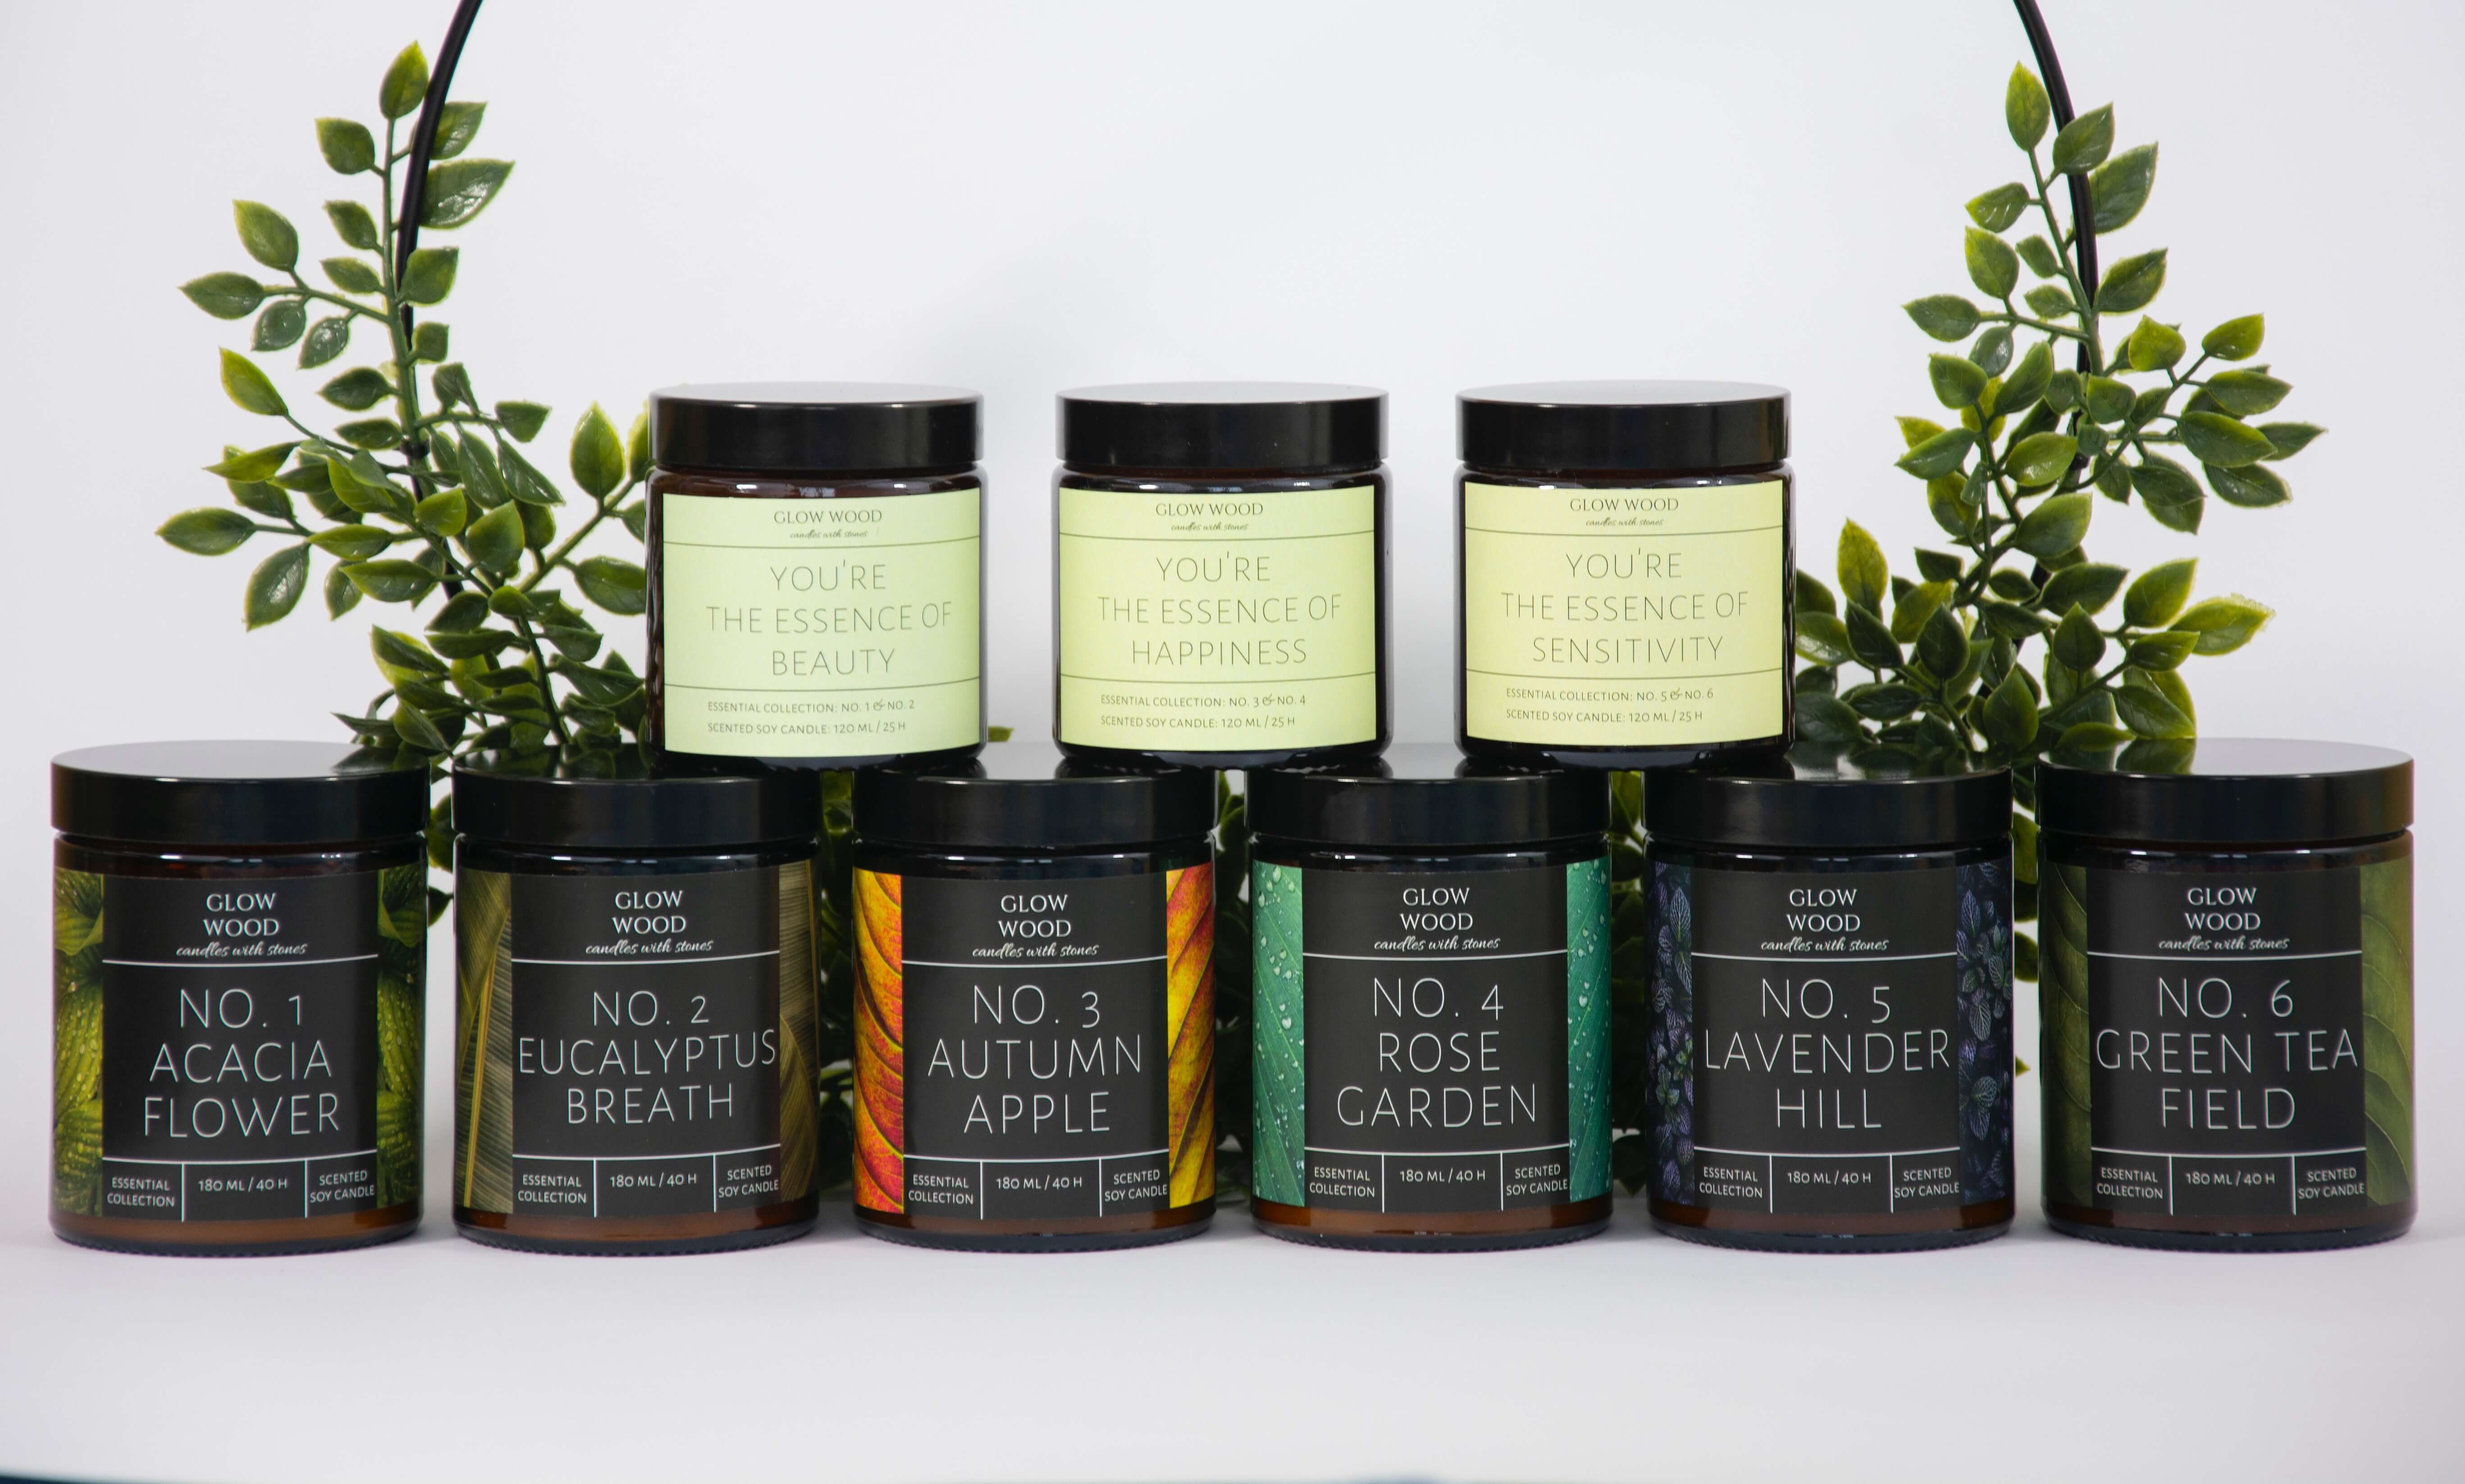 GLOW WOOD
candles with stones
YOU'RE
THE ESSENCE OF
BEAUTY
ESSENTIAL COLLECTION: NO. 1 & NO. 2
SCENTED SOY CANDLE: 120 ML / 25 H
GLOW WOOD
candles with stones
YOU'RE
THE ESSENCE OF
HAPPINESS
ESSENTIAL COLLECTION: NO. 3 & NO. 4
SCENTED SOY CANDLE: 120 ML / 25 H
GLOW WOOD
candles with stones
YOU'RE
THE ESSENCE OF
SENSITIVITY
ESSENTIAL COLLECTION: NO. 5 & NO. 6
SCENTED SOY CANDLE: 120 ML / 25 H
GLOW
WOOD
candles with stones
NO. 1
ACACIA
FLOWER
ESSENTIAL
COLLECTION
180 ML / 40 H
SCENTED
SOY CANDLE
GLOW
WOOD
candles with stones
NO. 2
EUCALYPTUS
BREATH
ESSENTIAL
COLLECTION
180 ML / 40 H
SCENTED
SOY CANDLE
GLOW
WOOD
candles with stones
NO. 3
AUTUMN
APPLE
ESSENTIAL
COLLECTION
180 ML / 40 H
SCENTED
SOY CANDLE
GLOW
WOOD
candles with stones
NO. 4
ROSE
GARDEN
ESSENTIAL
COLLECTION
180 ML / 40 H
SCENTED
SOY CANDLE
GLOW
WOOD
candles with stones
NO. 5
LAVENDER
HILL
ESSENTIAL
COLLECTION
180 ML / 40 H
SCENTED
SOY CANDLE
GLOW
WOOD
candles with stones
NO. 6
GREEN TEA
FIELD
ESSENTIAL
COLLECTION
180 ML / 40 H
SCENTED
SOY CANDLE